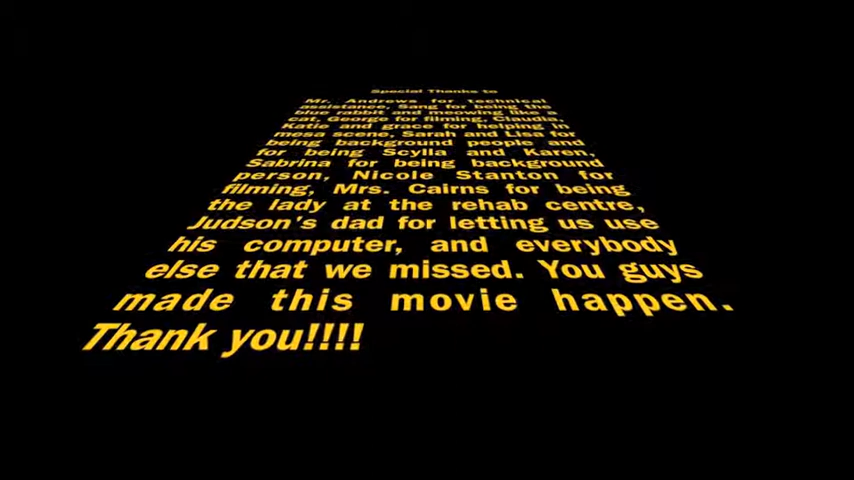 Special Thanks to
Mr. Andrews for technical
assistance, Sang for being the
blue rabbit and meowing like a
cat, George for filming, Claudia,
Katie and grace for helping in
mesa scene, Sarah and Lisa for
being background people and
for being Scylla and Karen,
Sabrina for being background
person, Nicole Stanton for
filming, Mrs. Cairns for being
the lady at the rehab centre,
Judson's dad for letting us use
his computer, and everybody
else that we missed. You guys
made this movie happen.
Thank you!!!!